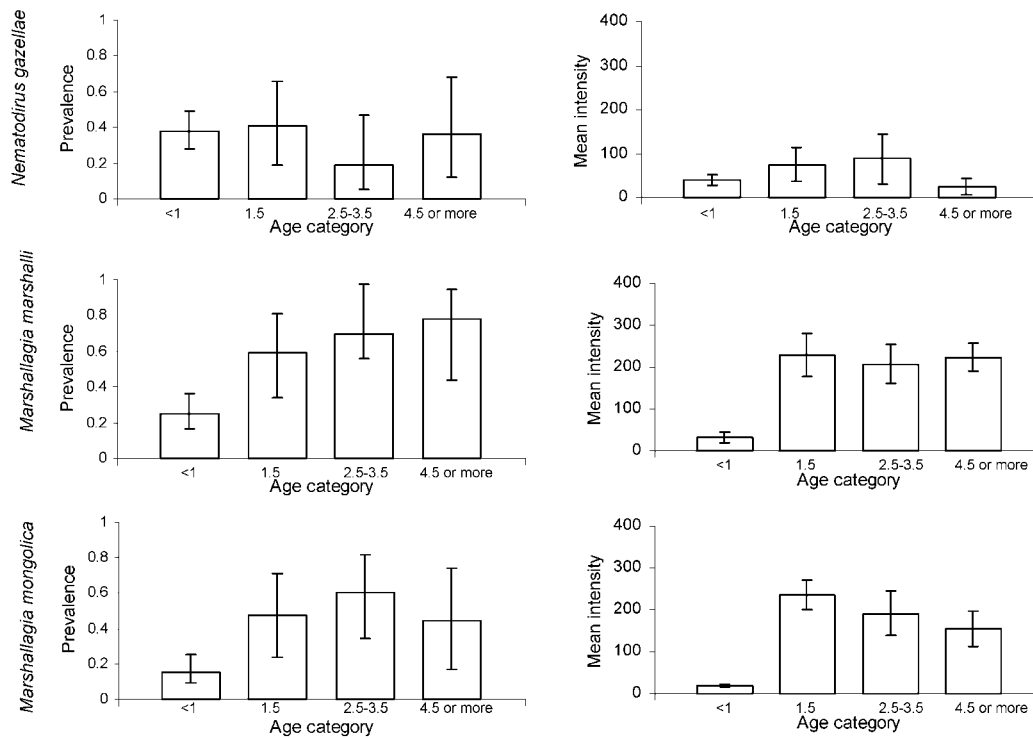 Nematodirus gazellae
Prevalence
1
0.8
0.6
0.4
0.2
0
<1 1.5 2.5-3.5 4.5 or more
Age category
Mean intensity
400
300
200
100
0
<1 1.5 2.5-3.5 4.5 or more
Age category
Marshallagia marshalli
Prevalence
1
0.8
0.6
0.4
0.2
0
<1 1.5 2.5-3.5 4.5 or more
Age category
Mean intensity
400
300
200
100
0
<1 1.5 2.5-3.5 4.5 or more
Age category
Marshallagia mongolica
Prevalence
1
0.8
0.6
0.4
0.2
0
<1 1.5 2.5-3.5 4.5 or more
Age category
Mean intensity
400
300
200
100
0
<1 1.5 2.5-3.5 4.5 or more
Age category